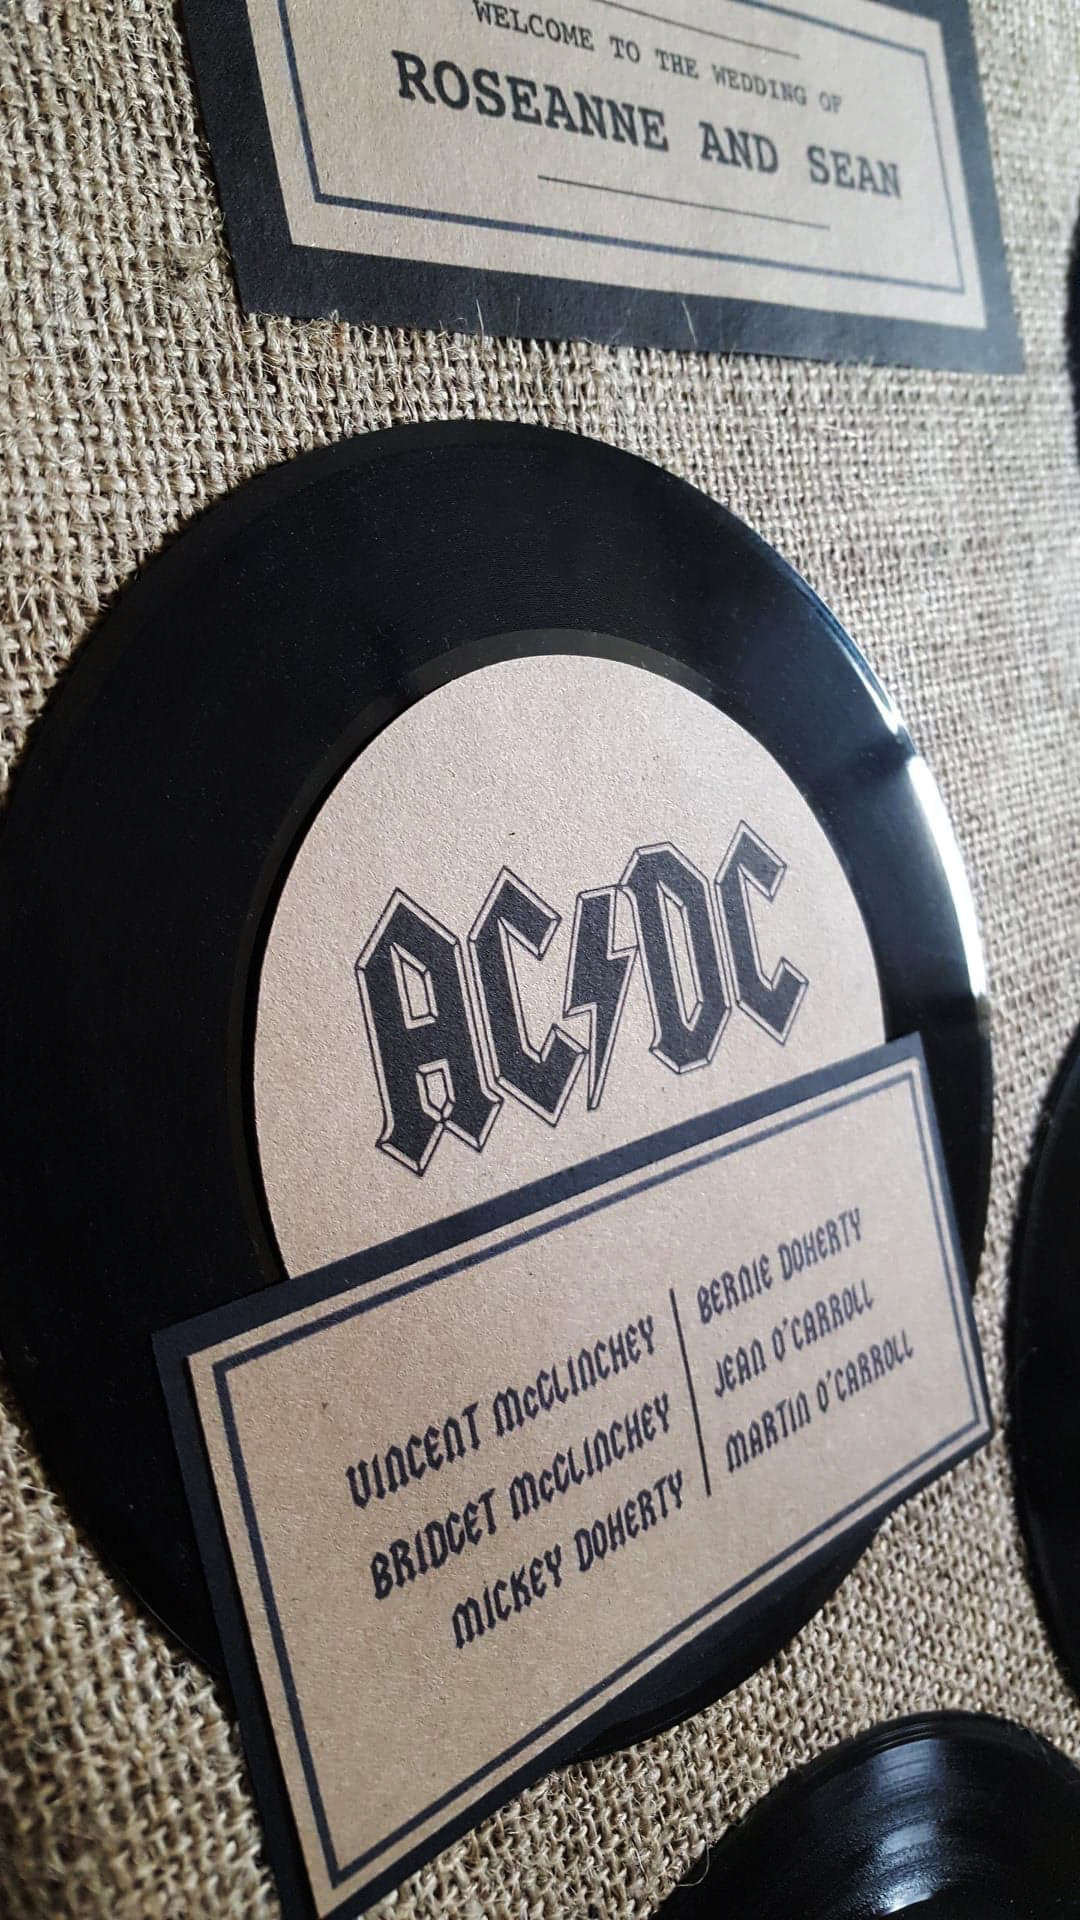 WELCOME TO THE WEDDING OF
ROSEANNE AND SEAN
AC/DC
VINCENT McCLINCHEY
BRIDGET McCLINCHEY
MICKEY DOHERTY
BERNIE DOHERTY
JEAN O'CARROLL
MARTIN O'CARROLL